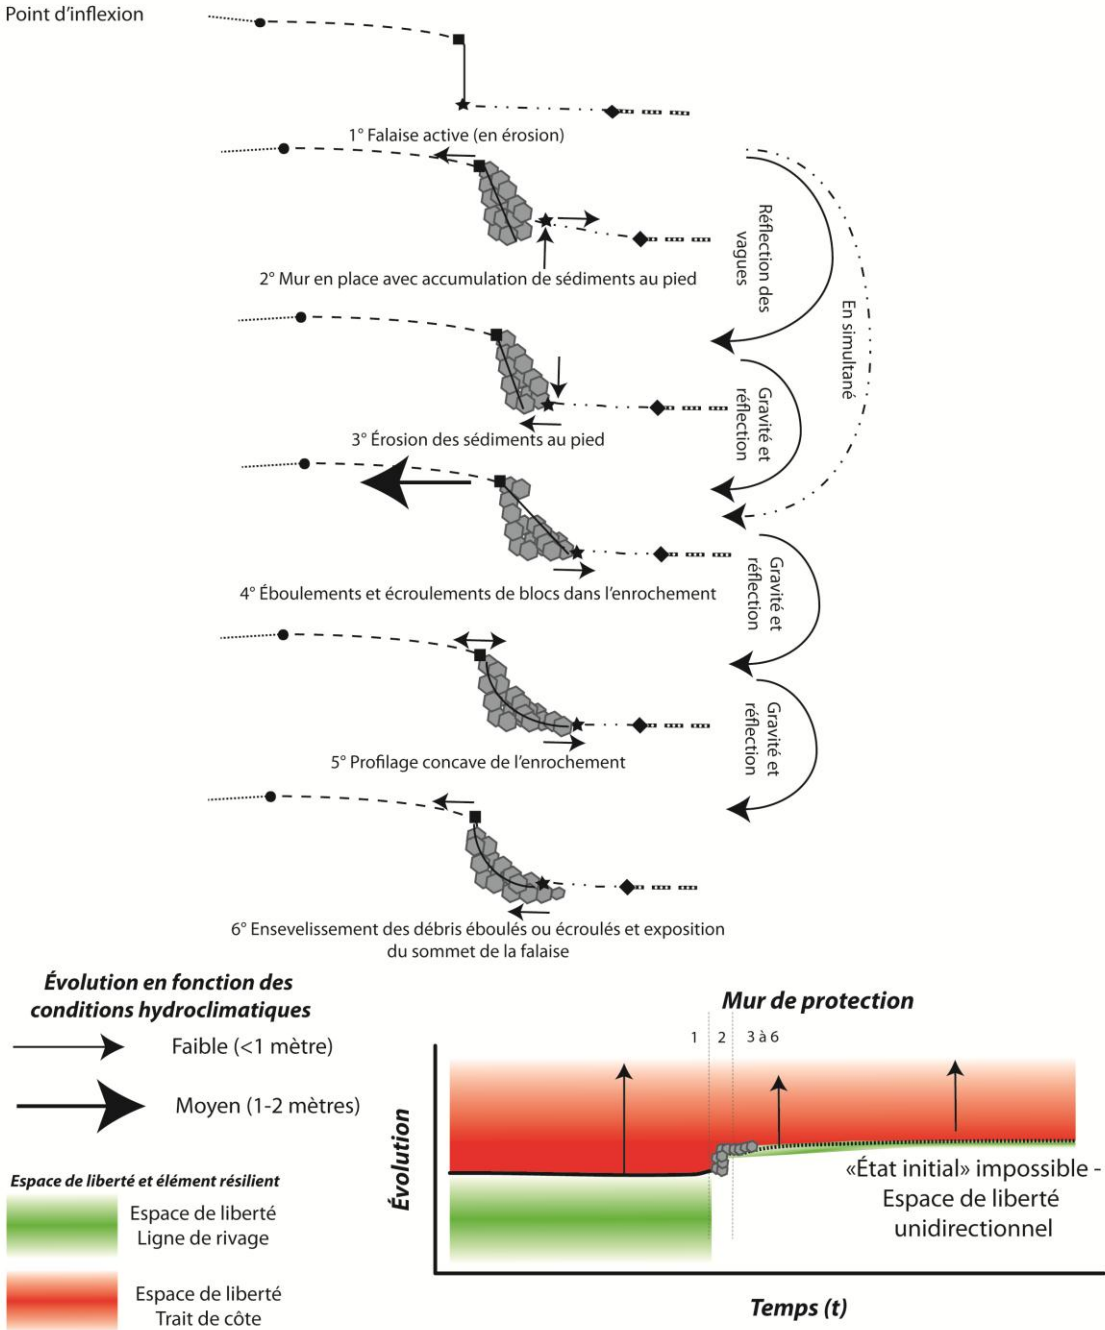 Point d'inflexion
1° Falaise active (en érosion)
2° Mur en place avec accumulation de sédiments au pied
Réflection des
vagues
En simultané
3° Érosion des sédiments au pied
Gravité et
réflection
4° Éboulements et écroulements de blocs dans l'enrochement
Gravité et
réflection
5° Profilage concave de l'enrochement
Gravité et
réflection
6° Ensevelissement des débris éboulés ou écroulés et exposition
du sommet de la falaise
Évolution en fonction des
conditions hydroclimatiques
Faible (<1 mètre)
Moyen (1-2 mètres)
Espace de liberté et élément résilient
Espace de liberté
Ligne de rivage
Espace de liberté
Trait de côte
Mur de protection
1 2 3 à 6
Évolution
«État initial» impossible -
Espace de liberté
unidirectionnel
Temps (t)